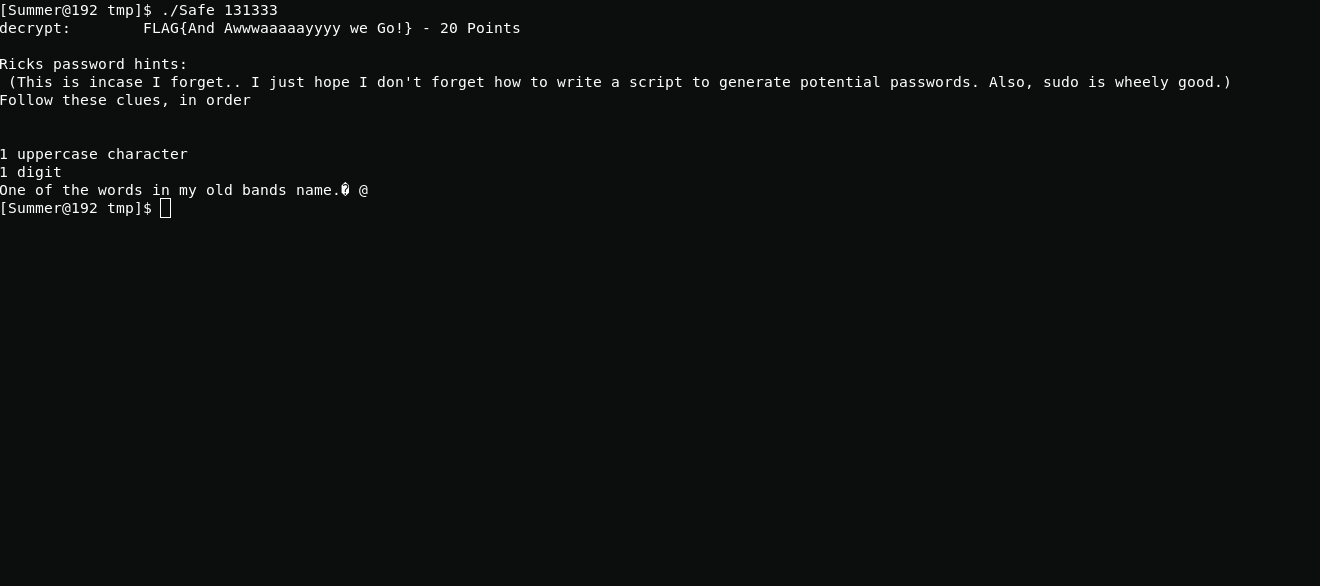 [Summer@192 tmp]$ ./Safe 131333
decrypt:        FLAG{And Awwwaaaaayyyy we Go!} - 20 Points
Ricks password hints:
 (This is incase I forget.. I just hope I don't forget how to write a script to generate potential passwords. Also, sudo is wheely good.)
Follow these clues, in order
1 uppercase character
1 digit
One of the words in my old bands name.� @
[Summer@192 tmp]$